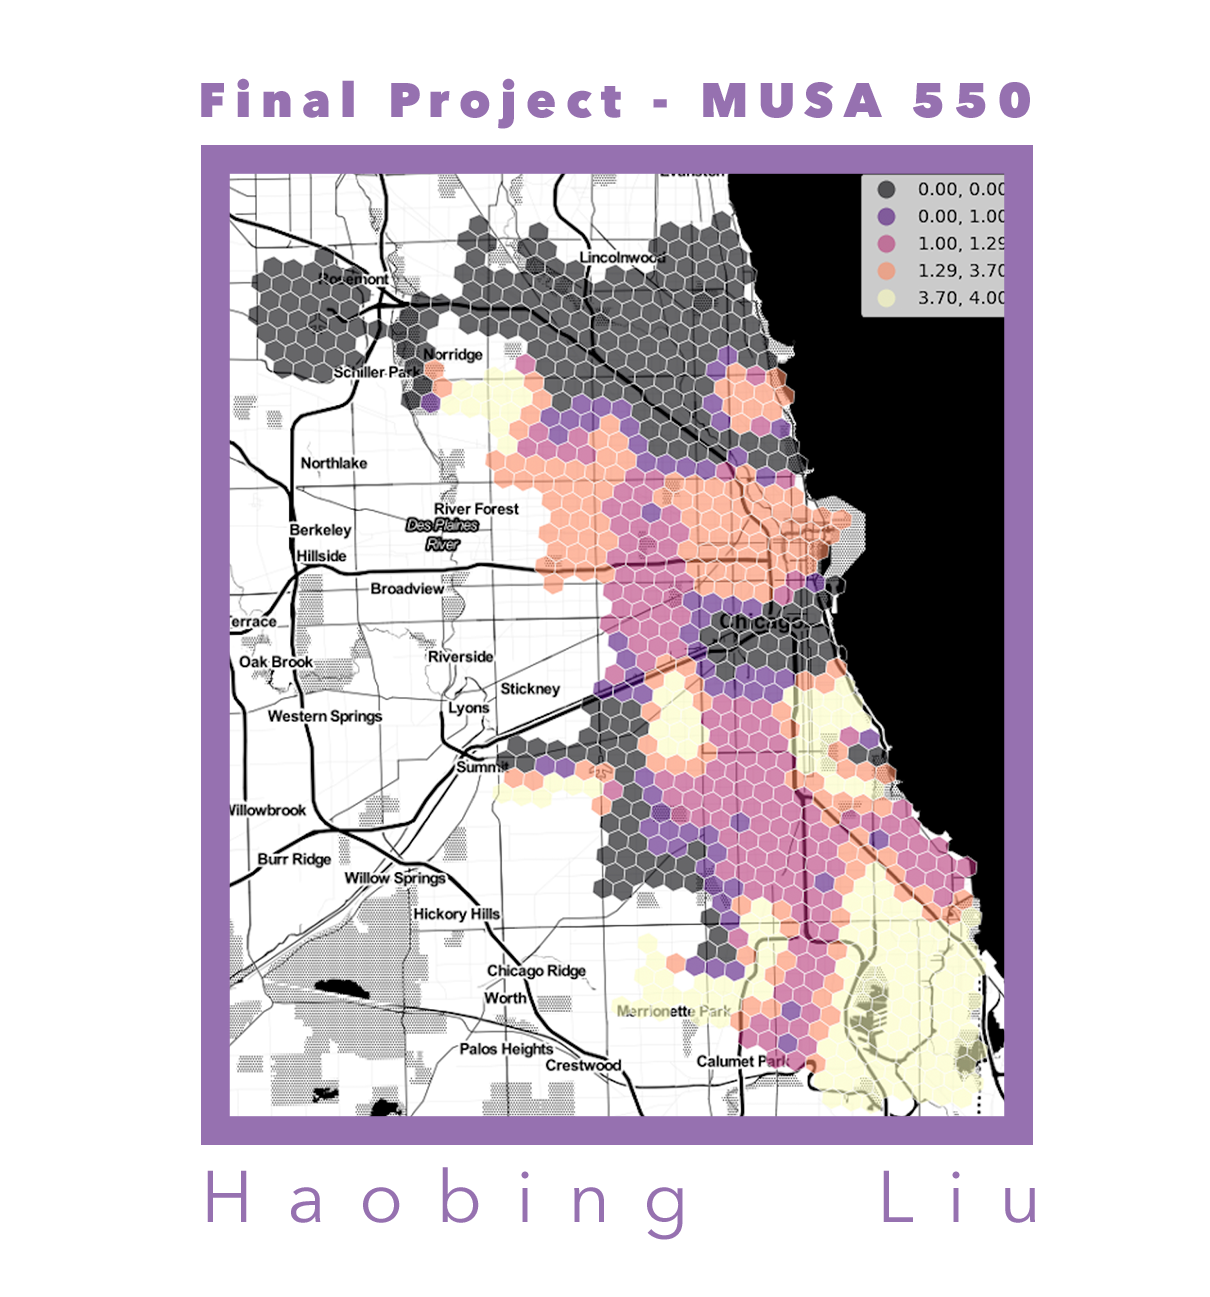 Final Project - MUSA 550
Evanston
0.00, 0.00
0.00, 1.00
1.00, 1.29
1.29, 3.70
3.70, 4.00
Lincolnwood
Rosemont
Norridge
Schiller Park
Northlake
River Forest
Des Plaines
River
Berkeley
Hillside
Broadview
Terrace
Chicago
Riverside
Oak Brook
Stickney
Lyons
Western Springs
Summit
Willowbrook
Burr Ridge
Willow Springs
Hickory Hills
Chicago Ridge
Worth
Merrionette Park
Palos Heights
Crestwood
Calumet Park
Haobing Liu